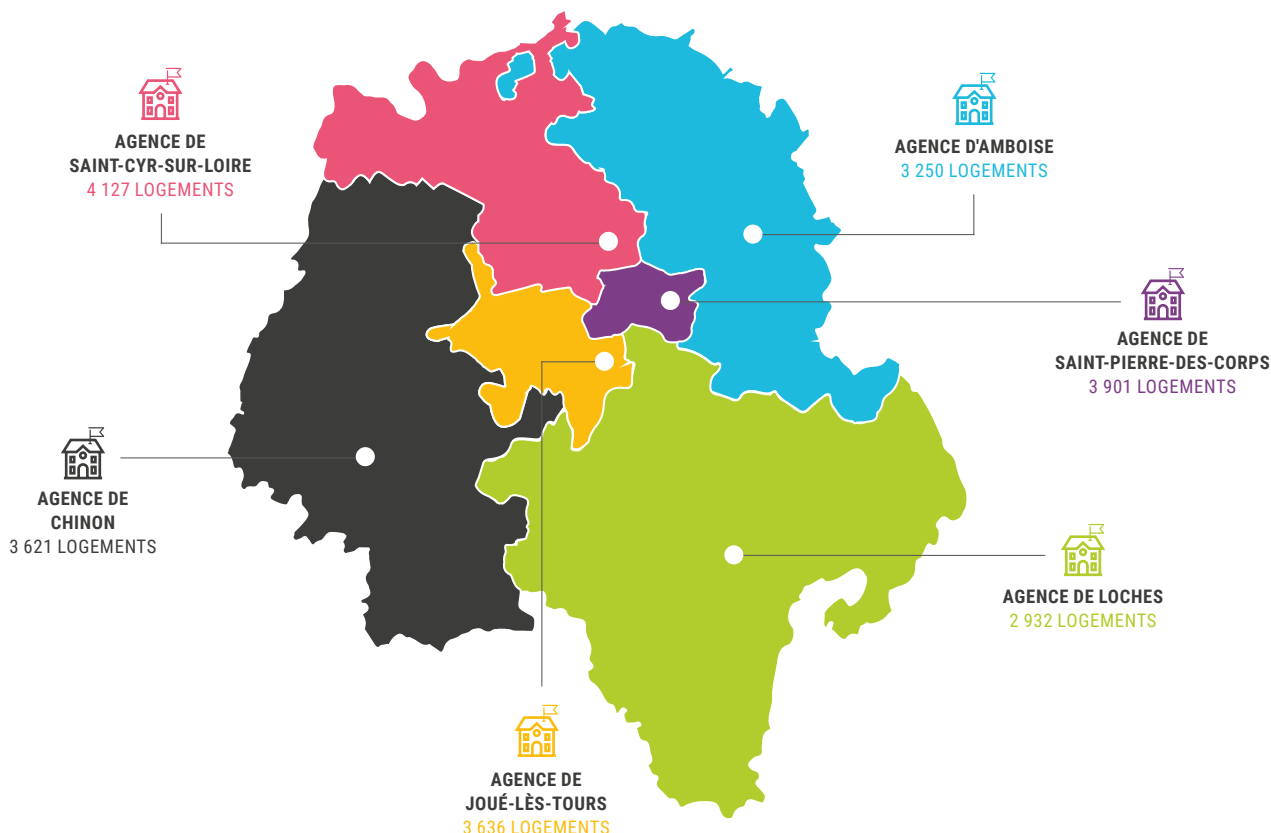 AGENCE DE
SAINT-CYR-SUR-LOIRE
4 127 LOGEMENTS
AGENCE D'AMBOISE
3 250 LOGEMENTS
AGENCE DE
SAINT-PIERRE-DES-CORPS
3 901 LOGEMENTS
AGENCE DE
CHINON
3 621 LOGEMENTS
AGENCE DE LOCHES
2 932 LOGEMENTS
AGENCE DE
JOUÉ-LÈS-TOURS
3 636 LOGEMENTS